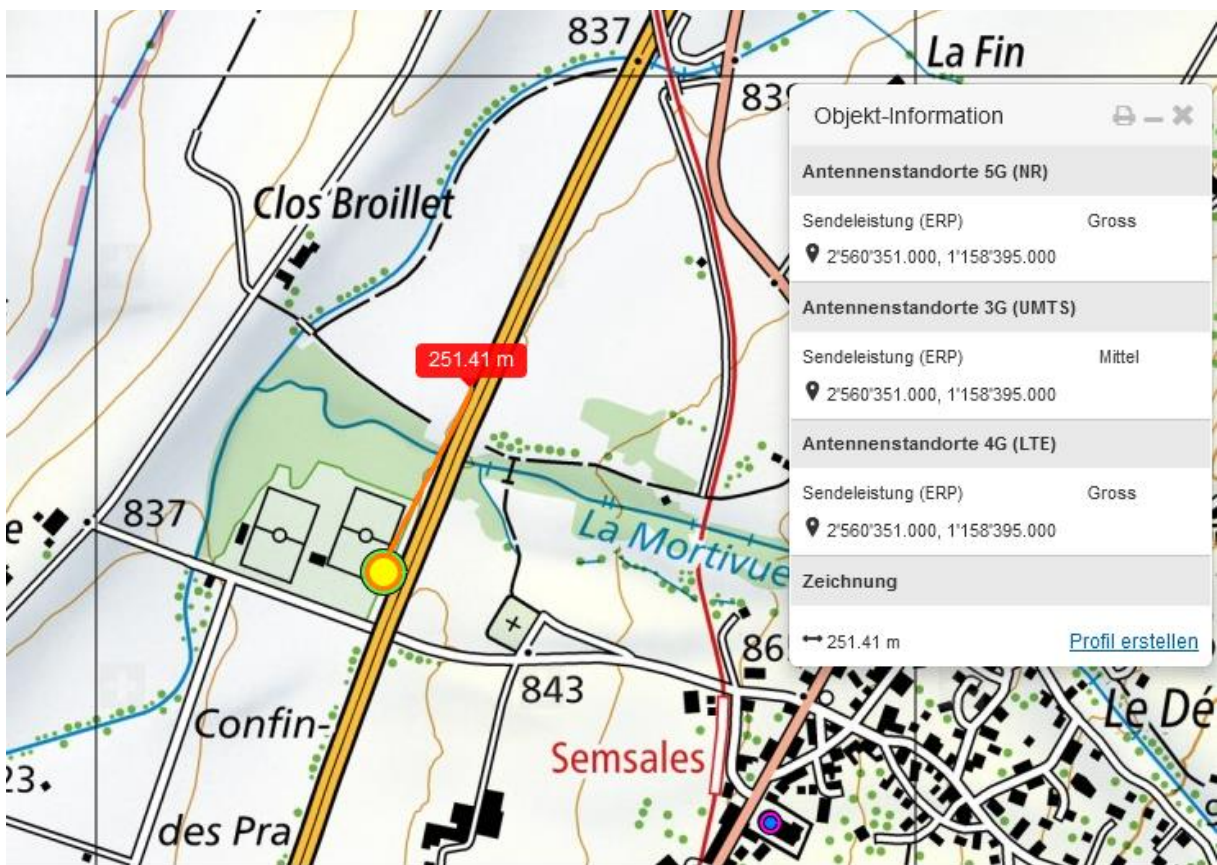 837
La Fin
Clos Broillet
251.41 m
837
La Mortivue
843
Confin-
des Pra
Semsales
Le Dé
Objekt-Information
Antennenstandorte 5G (NR)
Sendeleistung (ERP) Gross
2'560'351.000, 1'158'395.000
Antennenstandorte 3G (UMTS)
Sendeleistung (ERP) Mittel
2'560'351.000, 1'158'395.000
Antennenstandorte 4G (LTE)
Sendeleistung (ERP) Gross
2'560'351.000, 1'158'395.000
Zeichnung
251.41 m Profil erstellen